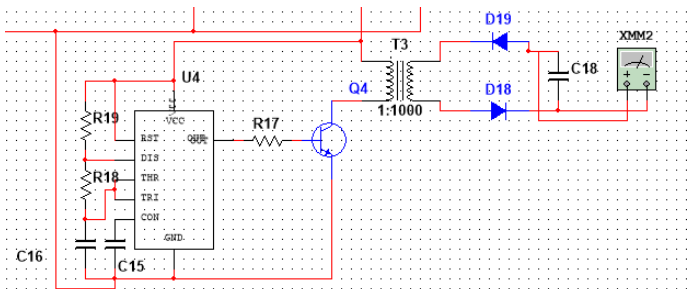 D19
XMM2
T3
C18
U4
Q4
D18
R19
VCC
VCC
1:1000
R17
RST
OUT
DIS
R18
THR
TRI
CON
GND
C16
C15